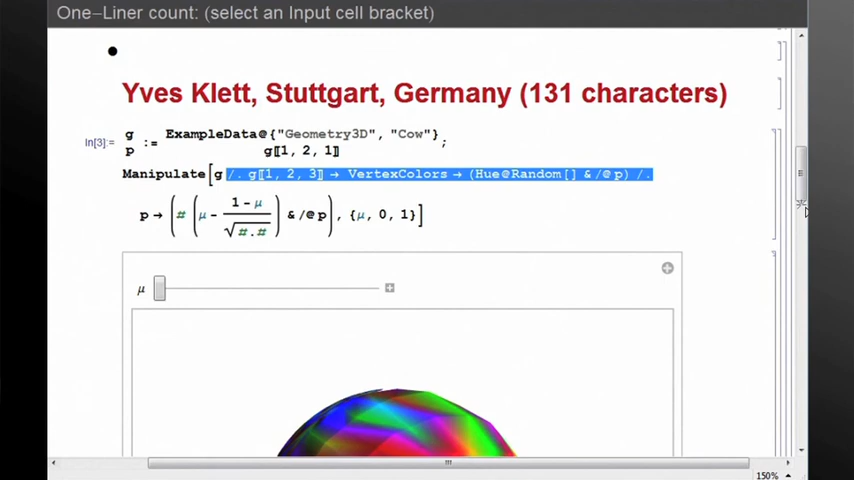 One-Liner count: (select an Input cell bracket)
Yves Klett, Stuttgart, Germany (131 characters)
In[3]:= g p := ExampleData@{"Geometry3D", "Cow"} g[[1, 2, 1]] ;
Manipulate[g /. g[[1, 2, 3]] → VertexColors → (Hue@Random[] & /@ p) /.
p → (# (μ - (1 - μ)/√(#.#)) & /@ p), {μ, 0, 1}]
μ
150%